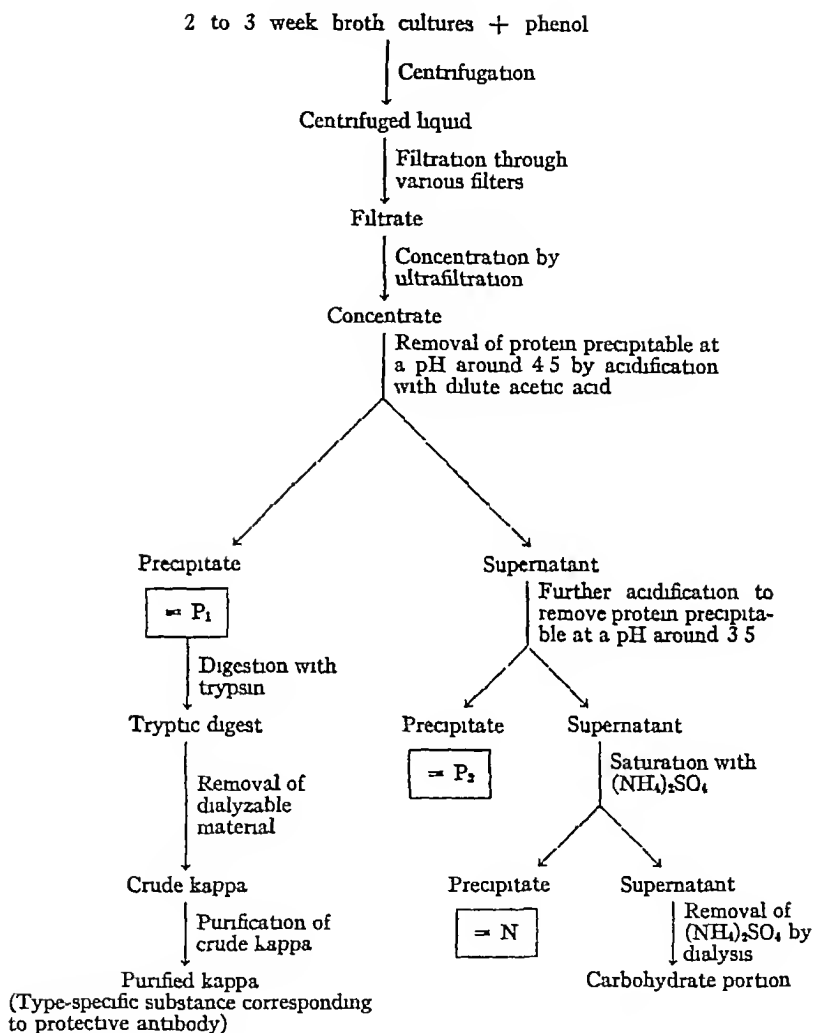 2 to 3 week broth cultures + phenol
Centrifugation
Centrifuged liquid
Filtration through
various filters
Filtrate
Concentration by
ultrafiltration
Concentrate
Removal of protein precipitable at
a pH around 4 5 by acidification
with dilute acetic acid
Precipitate
= P₁
Digestion with
trypsin
Tryptic digest
Removal of
dialyzable
material
Crude kappa
Purification of
crude kappa
Purified kappa
(Type-specific substance corresponding
to protective antibody)
Supernatant
Further acidification to
remove protein precipita-
ble at a pH around 3 5
Precipitate
= P₂
Supernatant
Saturation with
(NH₄)₂SO₄
Precipitate
= N
Supernatant
Removal of
(NH₄)₂SO₄ by
dialysis
Carbohydrate portion